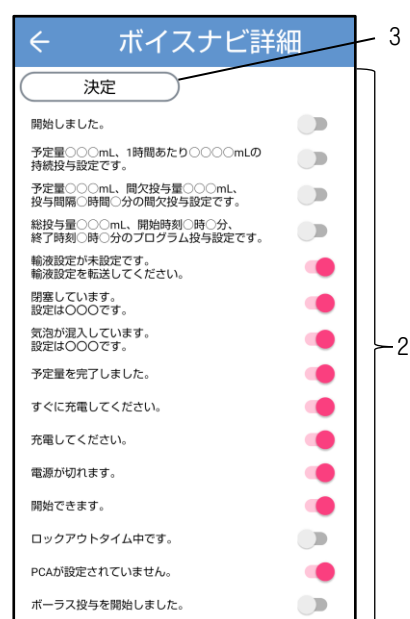 ボイスナビ詳細
3
決定
開始しました。
予定量○○○mL、1時間あたり○○○○mLの
持続投与設定です。
予定量○○○mL、間欠投与量○○○mL、
投与間隔○時間○分の間欠投与設定です。
総投与量○○○mL、開始時刻○時○分、
終了時刻○時○分のプログラム投与設定です。
輸液設定が未設定です。
輸液設定を転送してください。
閉塞しています。
設定は〇〇〇です。
2
気泡が混入しています。
設定は〇〇〇です。
予定量を完了しました。
すぐに充電してください。
充電してください。
電源が切れます。
開始できます。
ロックアウトタイム中です。
PCAが設定されていません。
ボーラス投与を開始しました。